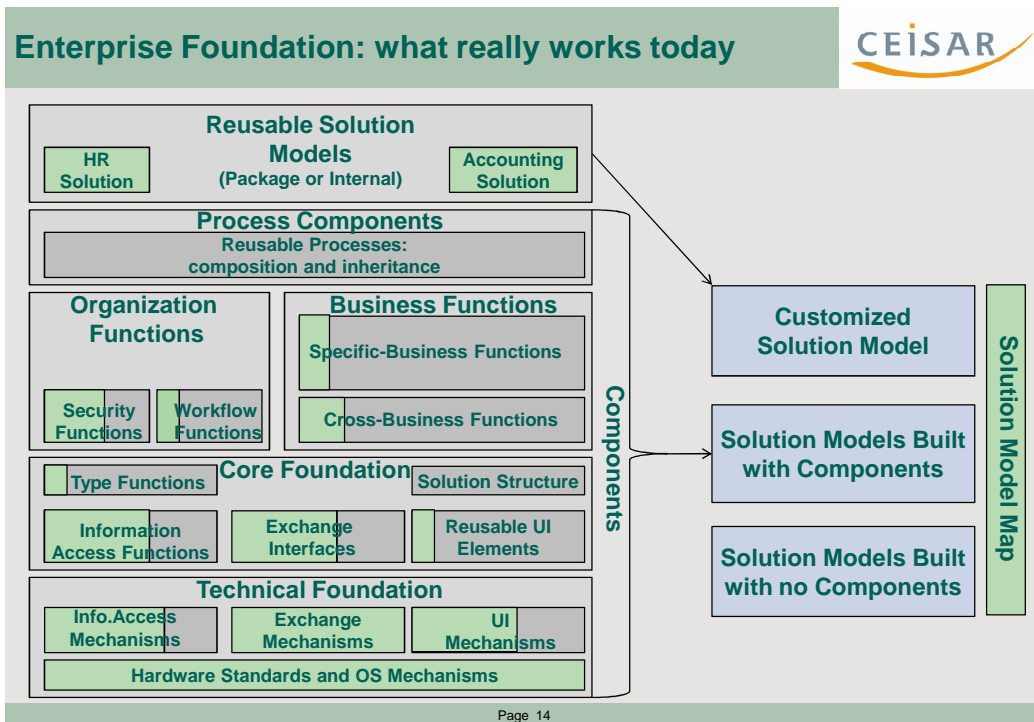 Enterprise Foundation: what really works today
CEISAR
Reusable Solution
Models
(Package or Internal)
HR
Solution
Accounting
Solution
Process Components
Reusable Processes:
composition and inheritance
Organization
Functions
Security
Functions
Workflow
Functions
Business Functions
Specific-Business Functions
Cross-Business Functions
Core Foundation
Type Functions
Solution Structure
Information
Access Functions
Exchange
Interfaces
Reusable UI
Elements
Technical Foundation
Info.Access
Mechanisms
Exchange
Mechanisms
UI
Mechanisms
Hardware Standards and OS Mechanisms
Components
Customized
Solution Model
Solution Models Built
with Components
Solution Models Built
with no Components
Solution Model Map
Page 14